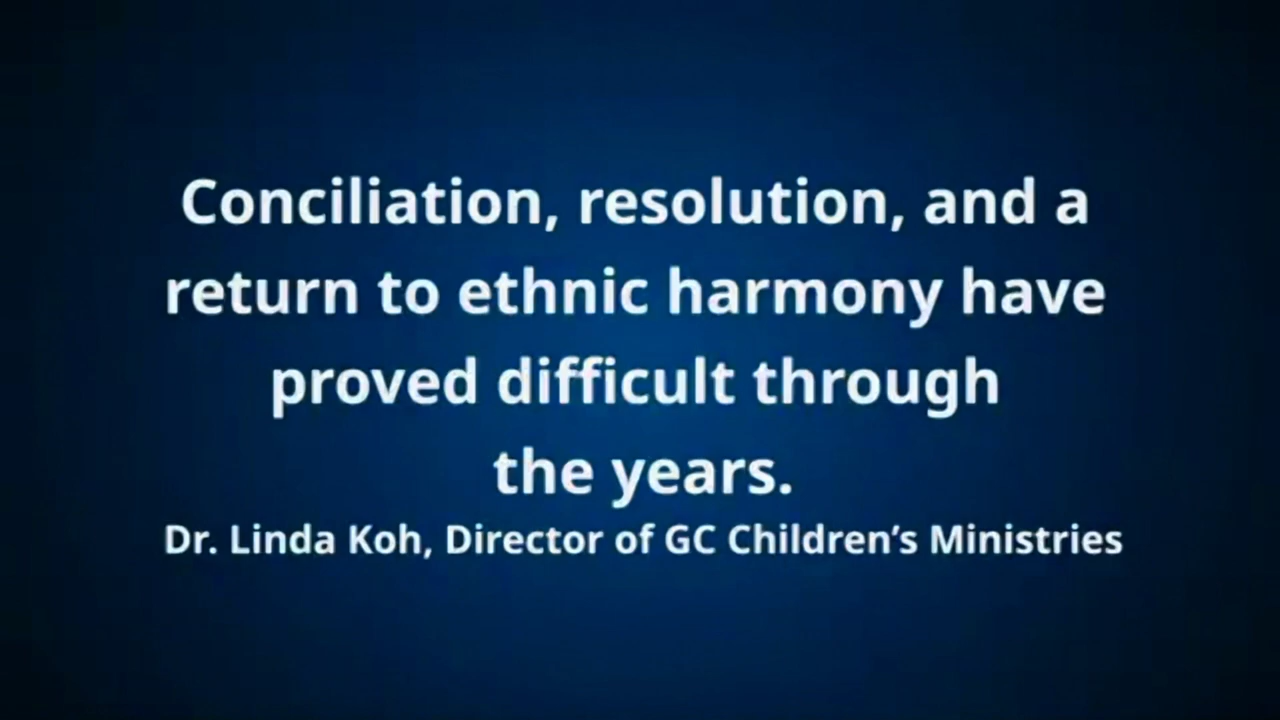 Conciliation, resolution, and a
return to ethnic harmony have
proved difficult through
the years.
Dr. Linda Koh, Director of GC Children’s Ministries